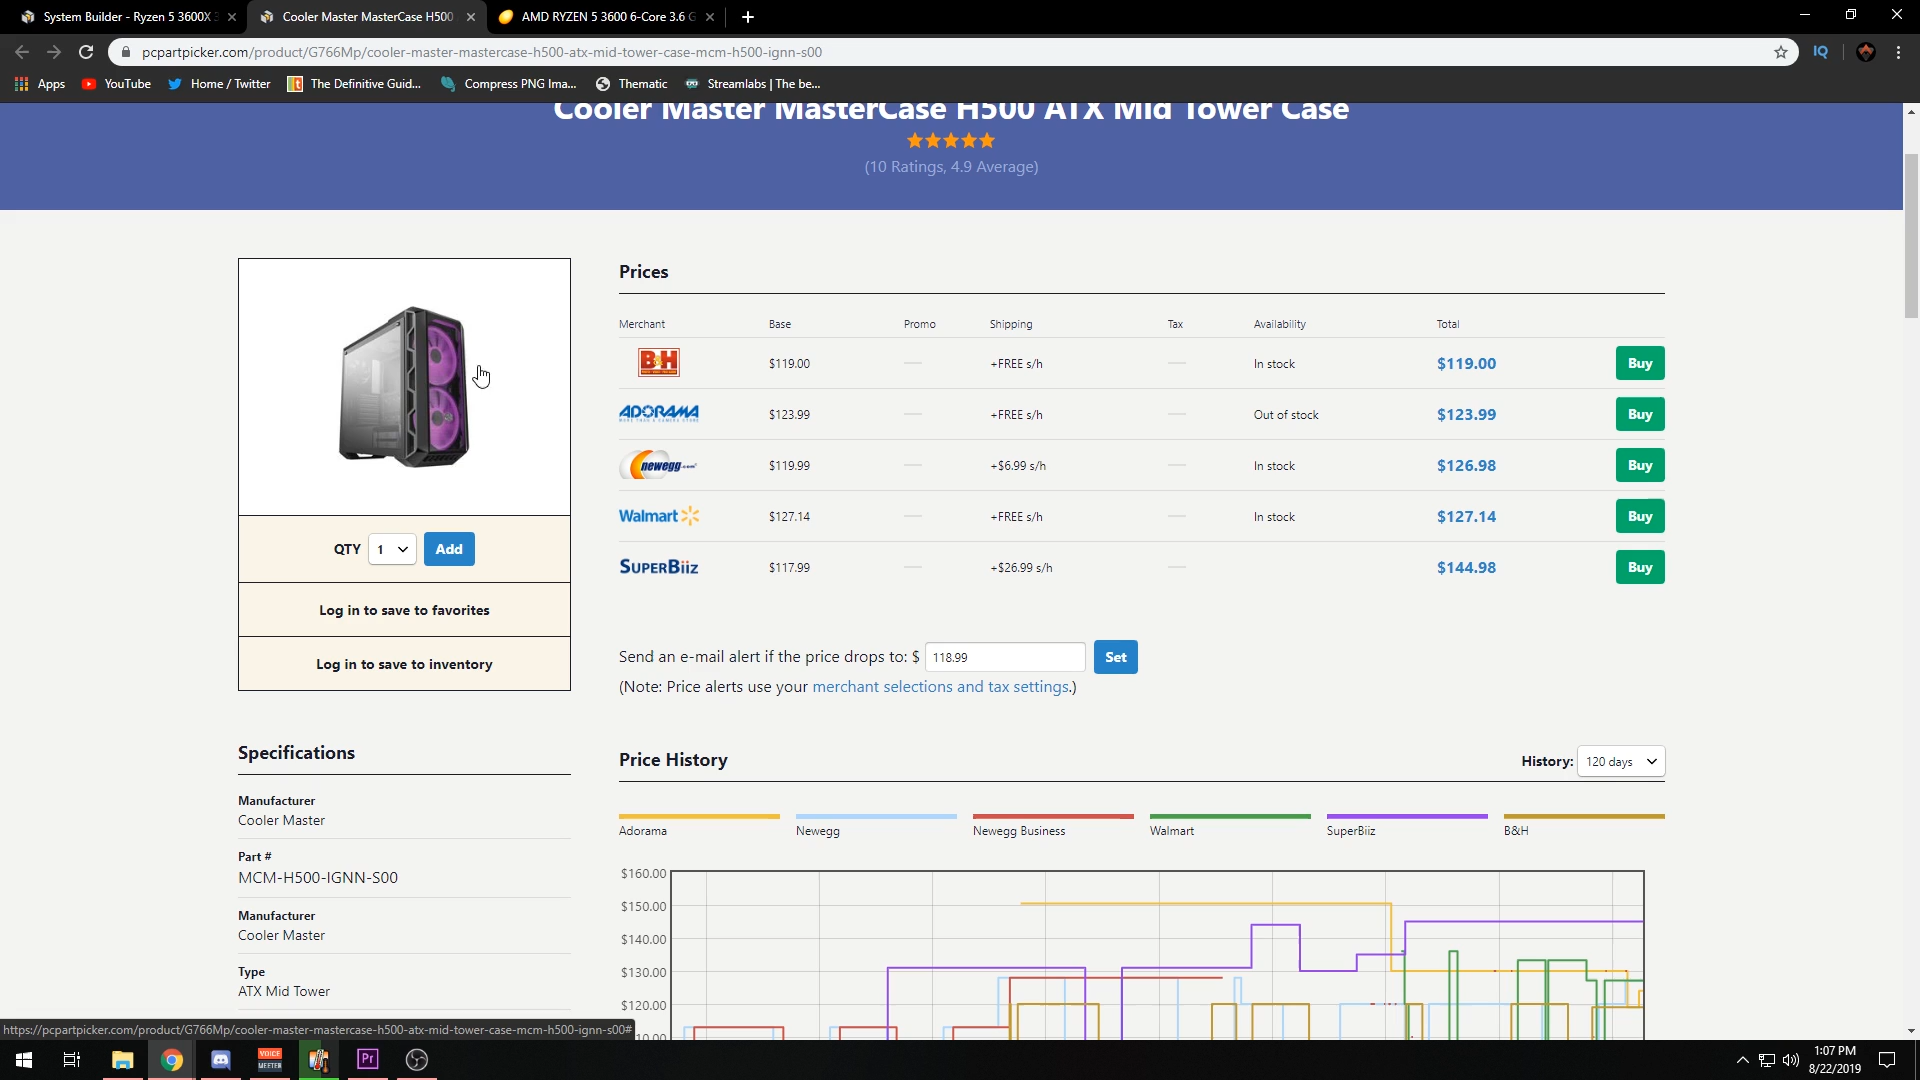 System Builder - Ryzen 5 3600X
Cooler Master MasterCase H500
AMD RYZEN 5 3600 6-Core 3.6 G
pcpartpicker.com/product/G766Mp/cooler-master-mastercase-h500-atx-mid-tower-case-mcm-h500-ignn-s00
IQ
Apps
YouTube
Home / Twitter
The Definitive Guid...
Compress PNG Ima...
Thematic
Streamlabs | The be...
Cooler Master MasterCase H500 ATX Mid Tower Case
(10 Ratings, 4.9 Average)
QTY 1 Add
Log in to save to favorites
Log in to save to inventory
Prices
Merchant Base Promo Shipping Tax Availability Total
B&H $119.00 — +FREE s/h — In stock $119.00 Buy
ADORAMA $123.99 — +FREE s/h — Out of stock $123.99 Buy
newegg.com $119.99 — +$6.99 s/h — In stock $126.98 Buy
Walmart $127.14 — +FREE s/h — In stock $127.14 Buy
SUPERBiiz $117.99 — +$26.99 s/h — $144.98 Buy
Send an e-mail alert if the price drops to: $ 118.99 Set
(Note: Price alerts use your merchant selections and tax settings.)
Specifications
Manufacturer
Cooler Master
Part #
MCM-H500-IGNN-S00
Manufacturer
Cooler Master
Type
ATX Mid Tower
Price History
History: 120 days
Adorama Newegg Newegg Business Walmart SuperBiiz B&H
$160.00
$150.00
$140.00
$130.00
$120.00
https://pcpartpicker.com/product/G766Mp/cooler-master-mastercase-h500-atx-mid-tower-case-mcm-h500-ignn-s00#
VOICE
MEETER
Pr
1:07 PM
8/22/2019